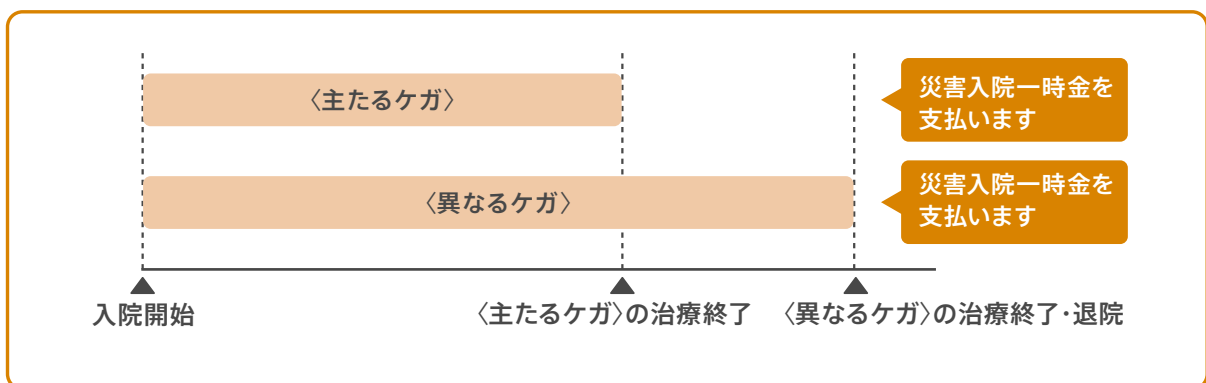 〈主たるケガ〉
災害入院一時金を
支払います
〈異なるケガ〉
災害入院一時金を
支払います
入院開始
〈主たるケガ〉の治療終了
〈異なるケガ〉の治療終了・退院